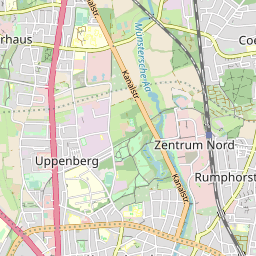 Kanalstr.
Münstersche Aa
Coe
rhaus
Kanalstr.
Zentrum Nord
Uppenberg
Rumphorst
Kanalstr.